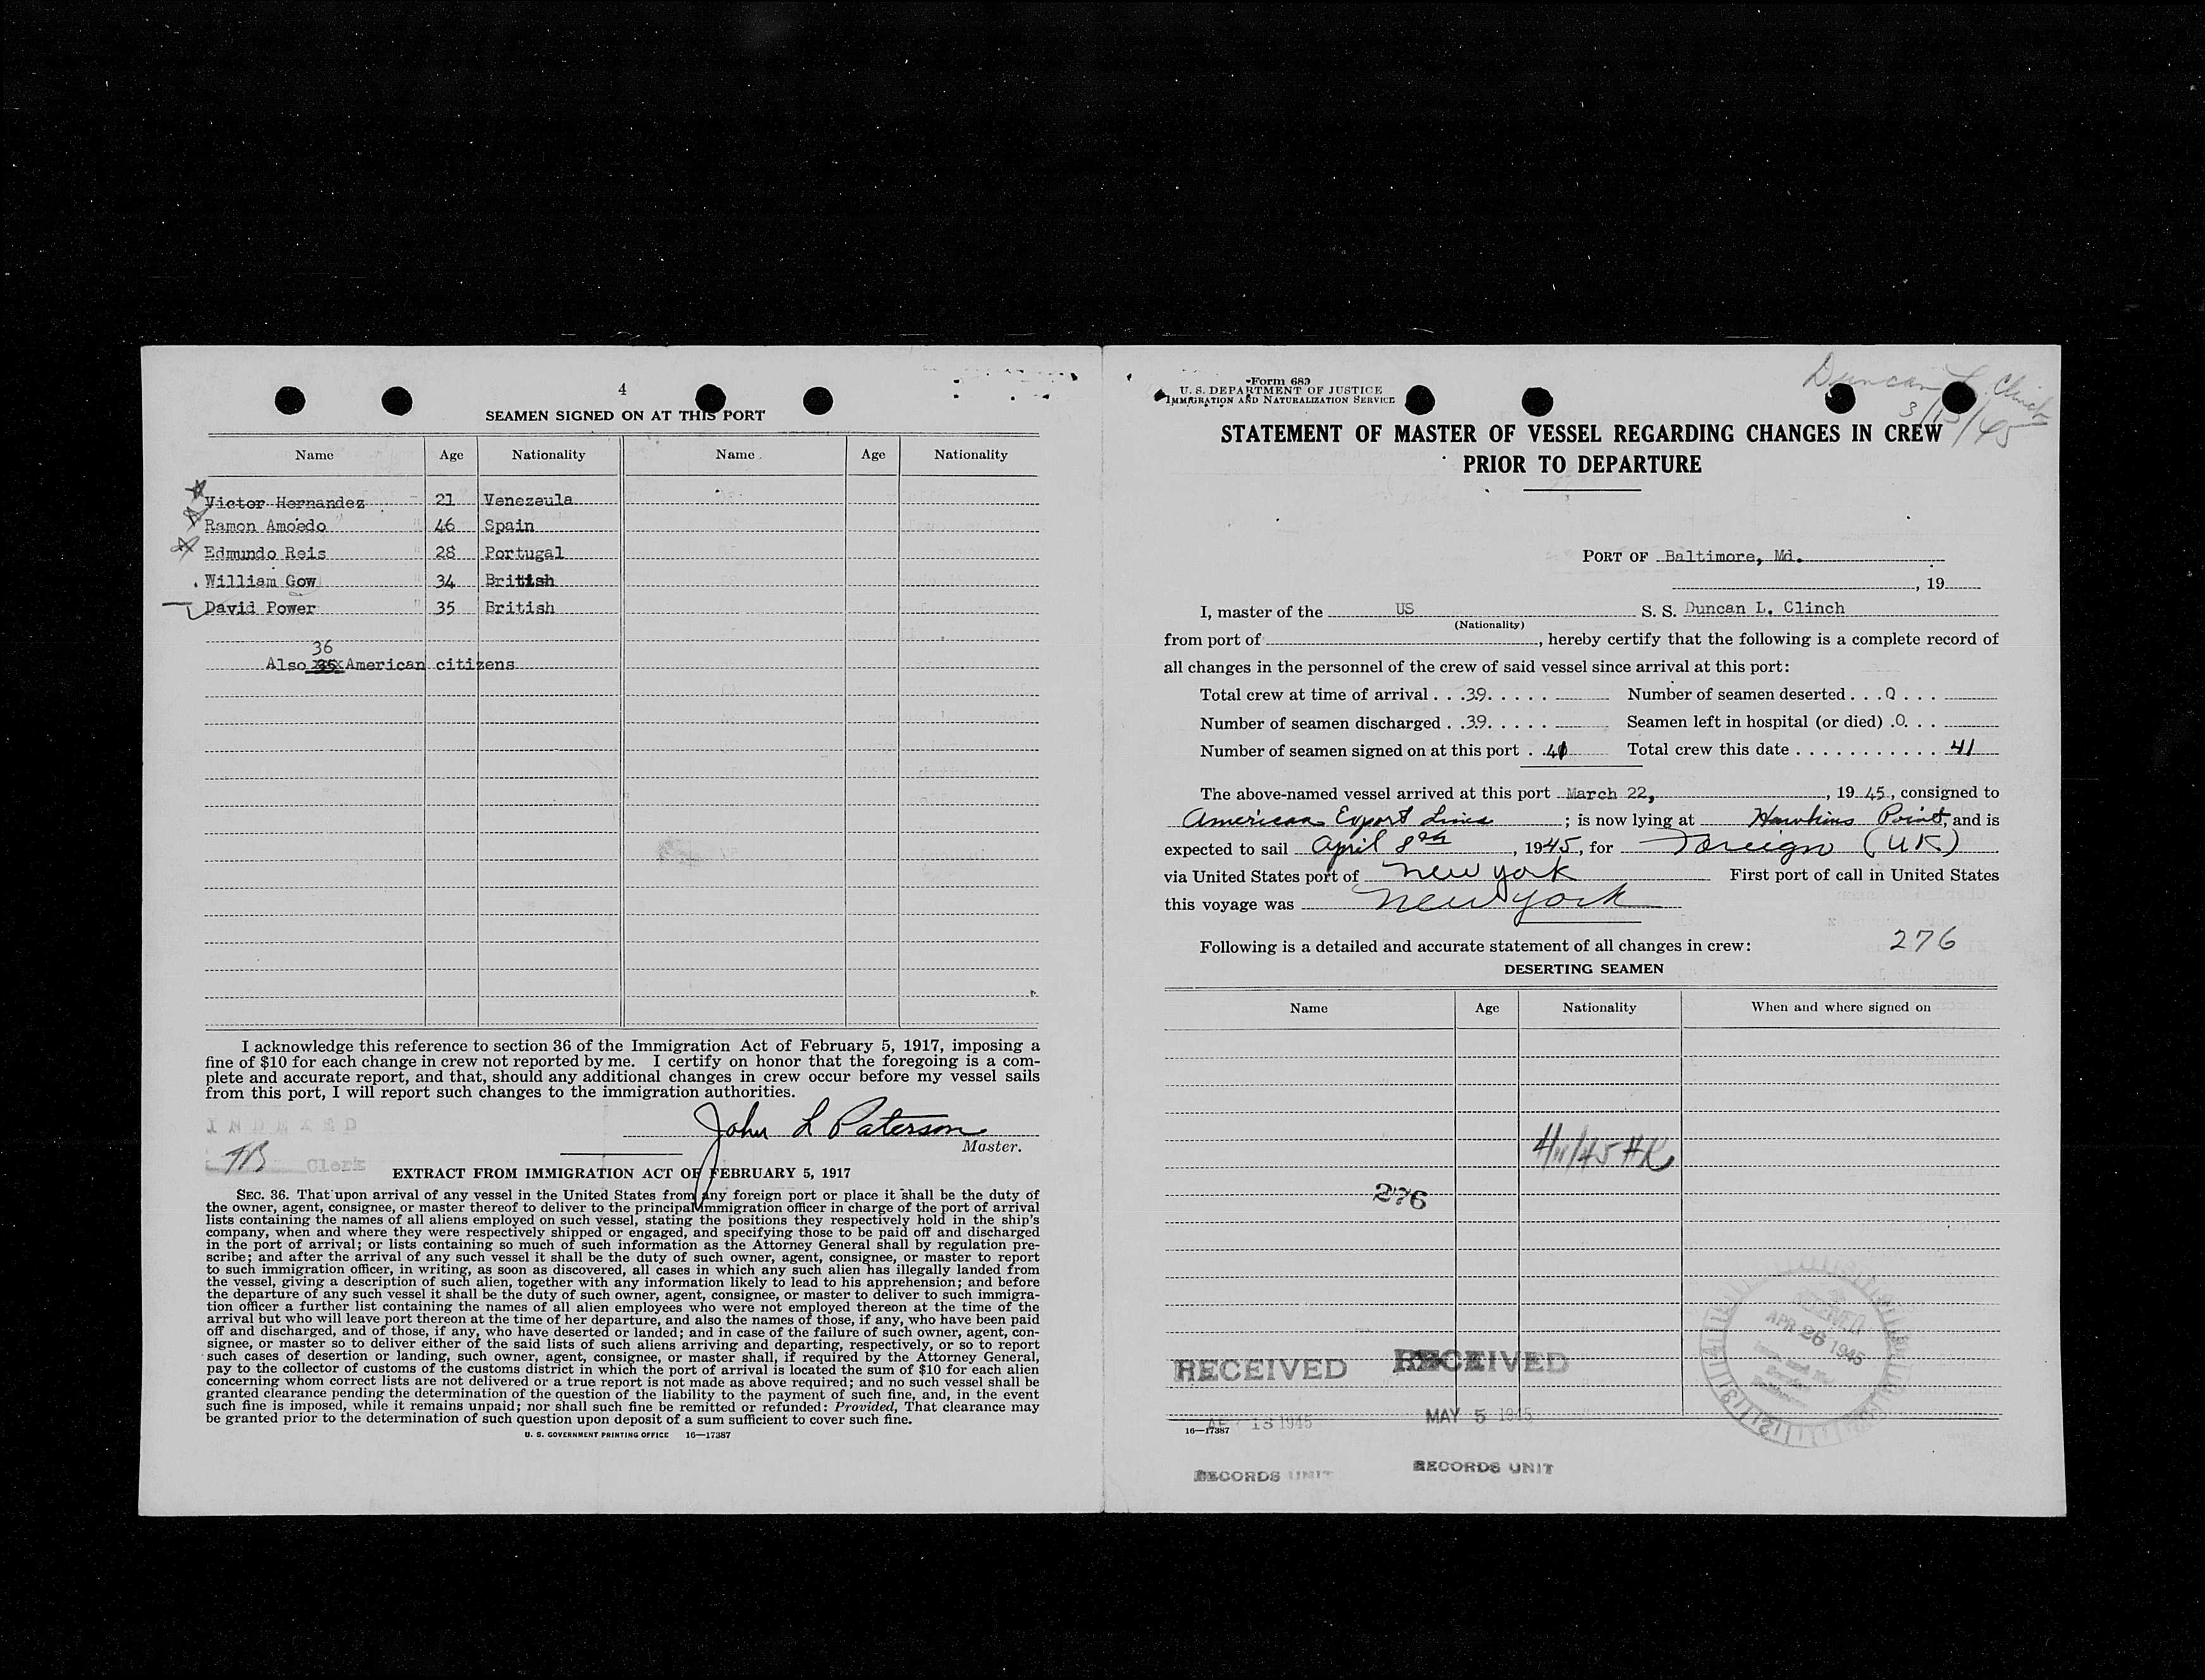 4
SEAMEN SIGNED ON AT THIS PORT
Name Age Nationality Name Age Nationality
Victor Hernandez 21 Venezeula
Ramon Amoedo 46 Spain
Edmundo Reis 28 Portugal
William Gow 34 British
David Power 35 British
36
Also 35 American citizens
I acknowledge this reference to section 36 of the Immigration Act of February 5, 1917, imposing a
fine of $10 for each change in crew not reported by me. I certify on honor that the foregoing is a com-
plete and accurate report, and that, should any additional changes in crew occur before my vessel sails
from this port, I will report such changes to the immigration authorities.
INDEXED
John L Paterson
Master.
Clerk
EXTRACT FROM IMMIGRATION ACT OF FEBRUARY 5, 1917
SEC. 36. That upon arrival of any vessel in the United States from any foreign port or place it shall be the duty of
the owner, agent, consignee, or master thereof to deliver to the principal immigration officer in charge of the port of arrival
lists containing the names of all aliens employed on such vessel, stating the positions they respectively hold in the ship's
company, when and where they were respectively shipped or engaged, and specifying those to be paid off and discharged
in the port of arrival; or lists containing so much of such information as the Attorney General shall by regulation pre-
scribe; and after the arrival of any such vessel it shall be the duty of such owner, agent, consignee, or master to report
to such immigration officer, in writing, as soon as discovered, all cases in which any such alien has illegally landed from
the vessel, giving a description of such alien, together with any information likely to lead to his apprehension; and before
the departure of any such vessel it shall be the duty of such owner, agent, consignee, or master to deliver to such immigra-
tion officer a further list containing the names of all alien employees who were not employed thereon at the time of the
arrival but who will leave port thereon at the time of her departure, and also the names of those, if any, who have been paid
off and discharged, and of those, if any, who have deserted or landed; and in case of the failure of such owner, agent, con-
signee, or master so to deliver either of the said lists of such aliens arriving and departing, respectively, or so to report
such cases of desertion or landing, such owner, agent, consignee, or master shall, if required by the Attorney General,
pay to the collector of customs of the customs district in which the port of arrival is located the sum of $10 for each alien
concerning whom correct lists are not delivered or a true report is not made as above required; and no such vessel shall be
granted clearance pending the determination of the question of the liability to the payment of such fine, and, in the event
such fine is imposed, while it remains unpaid; nor shall such fine be remitted or refunded: Provided, That clearance may
be granted prior to the determination of such question upon deposit of a sum sufficient to cover such fine.
U. S. GOVERNMENT PRINTING OFFICE 16—17387
Form 689
U. S. DEPARTMENT OF JUSTICE
IMMIGRATION AND NATURALIZATION SERVICE
Duncan L. Clinch
3/13/45
STATEMENT OF MASTER OF VESSEL REGARDING CHANGES IN CREW
PRIOR TO DEPARTURE
PORT OF Baltimore, Md.
, 19
I, master of the US S. S. Duncan L. Clinch
(Nationality)
from port of , hereby certify that the following is a complete record of
all changes in the personnel of the crew of said vessel since arrival at this port:
Total crew at time of arrival . . .39. . . . . Number of seamen deserted . . .0. . .
Number of seamen discharged . .39. . . . . Seamen left in hospital (or died) .0. . .
Number of seamen signed on at this port . .41 Total crew this date . . . . . . . . . . . 41
The above-named vessel arrived at this port March 22, , 1945, consigned to
American Export Lines ; is now lying at Hawkins Point, and is
expected to sail April 8th , 1945, for Foreign (UK)
via United States port of New York First port of call in United States
this voyage was New York
Following is a detailed and accurate statement of all changes in crew: 276
DESERTING SEAMEN
Name Age Nationality When and where signed on
4/11/45 HK
276
APR 26 1945
RECEIVED RECEIVED
18 1945 MAY 5 1945
16—17387
RECORDS UNIT RECORDS UNIT